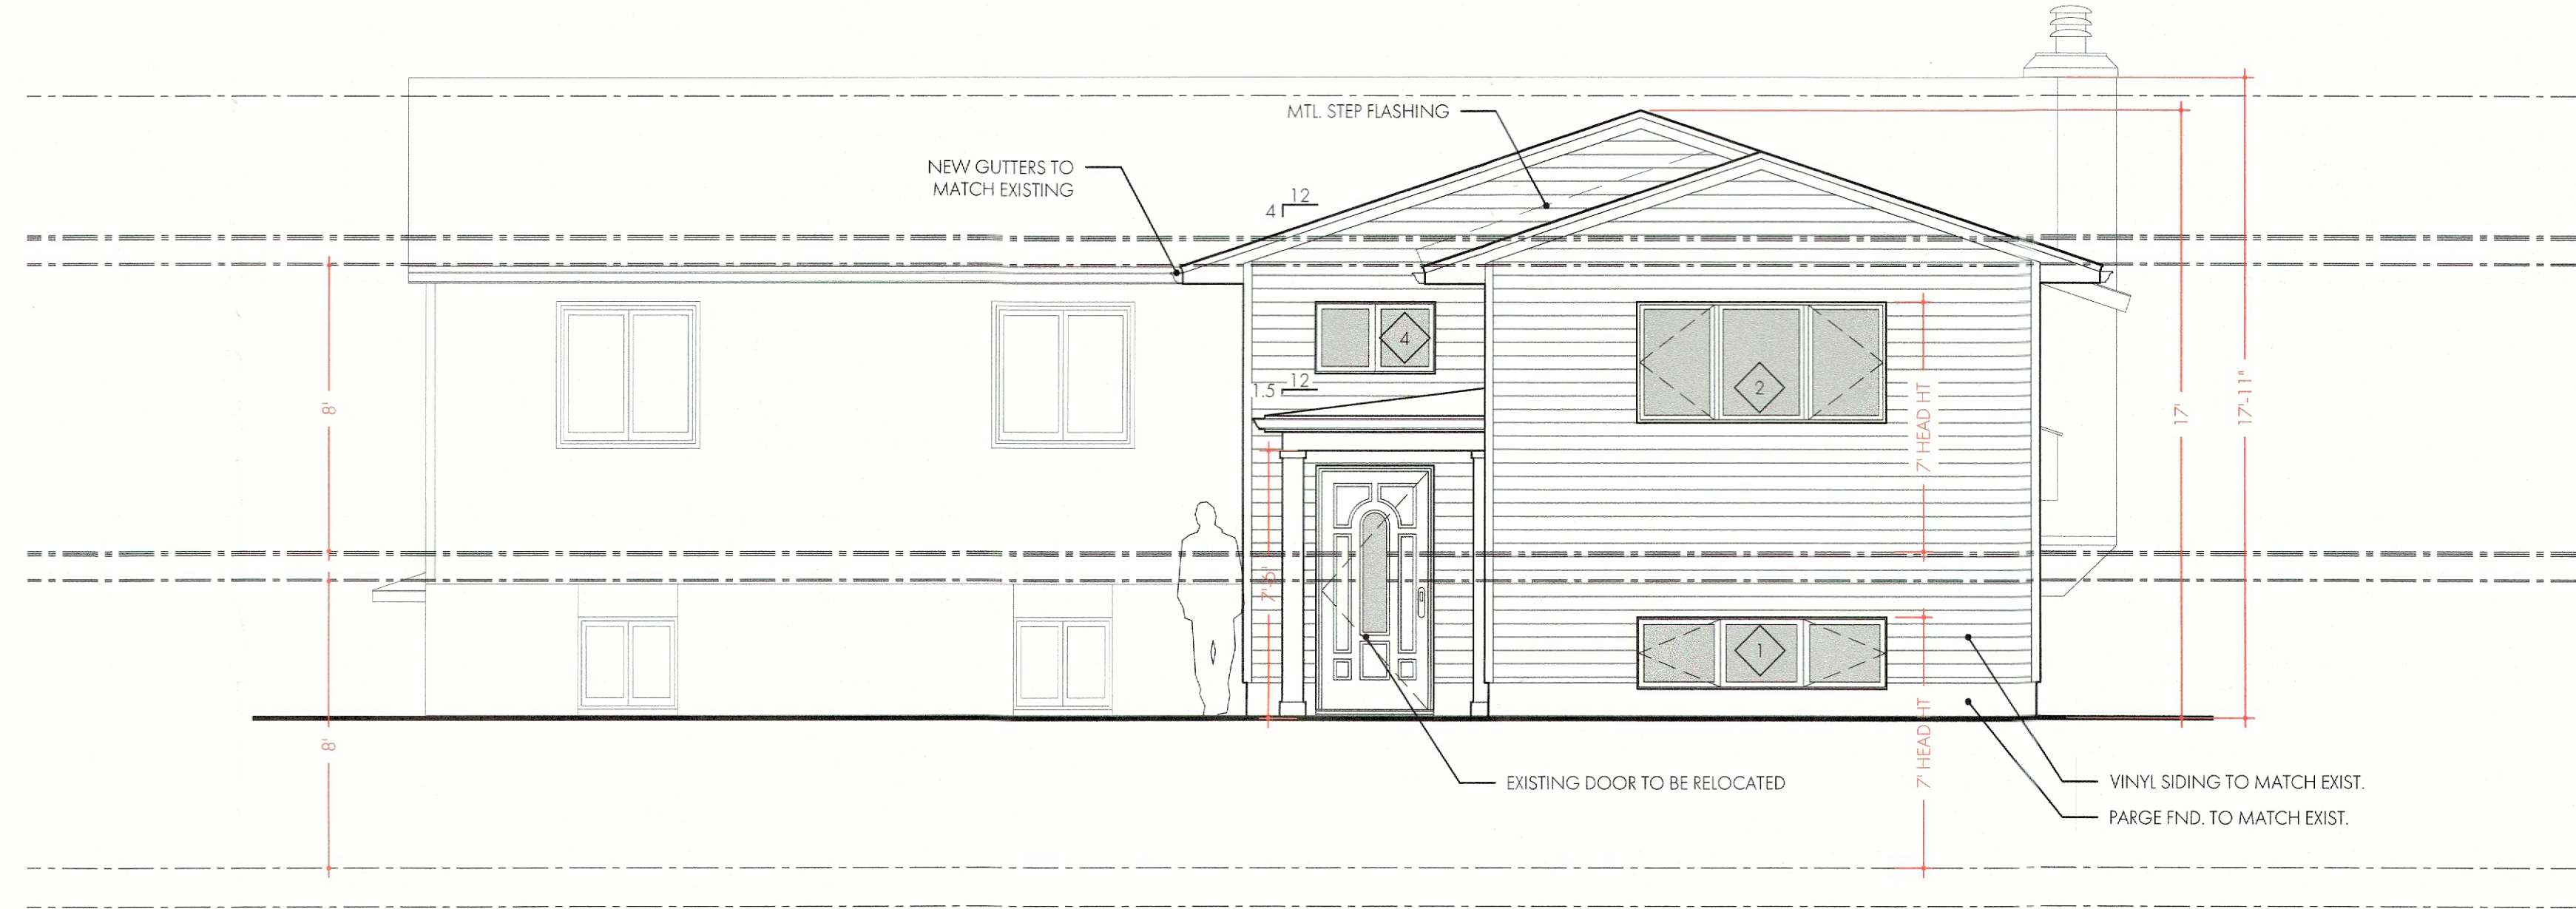 MTL. STEP FLASHING
NEW GUTTERS TO
MATCH EXISTING
12
4
4
12
1.5
2
7' HEAD HT
8'
17'
17'-11"
7'-6"
1
8'
7' HEAD HT
EXISTING DOOR TO BE RELOCATED
VINYL SIDING TO MATCH EXIST.
PARGE FND. TO MATCH EXIST.